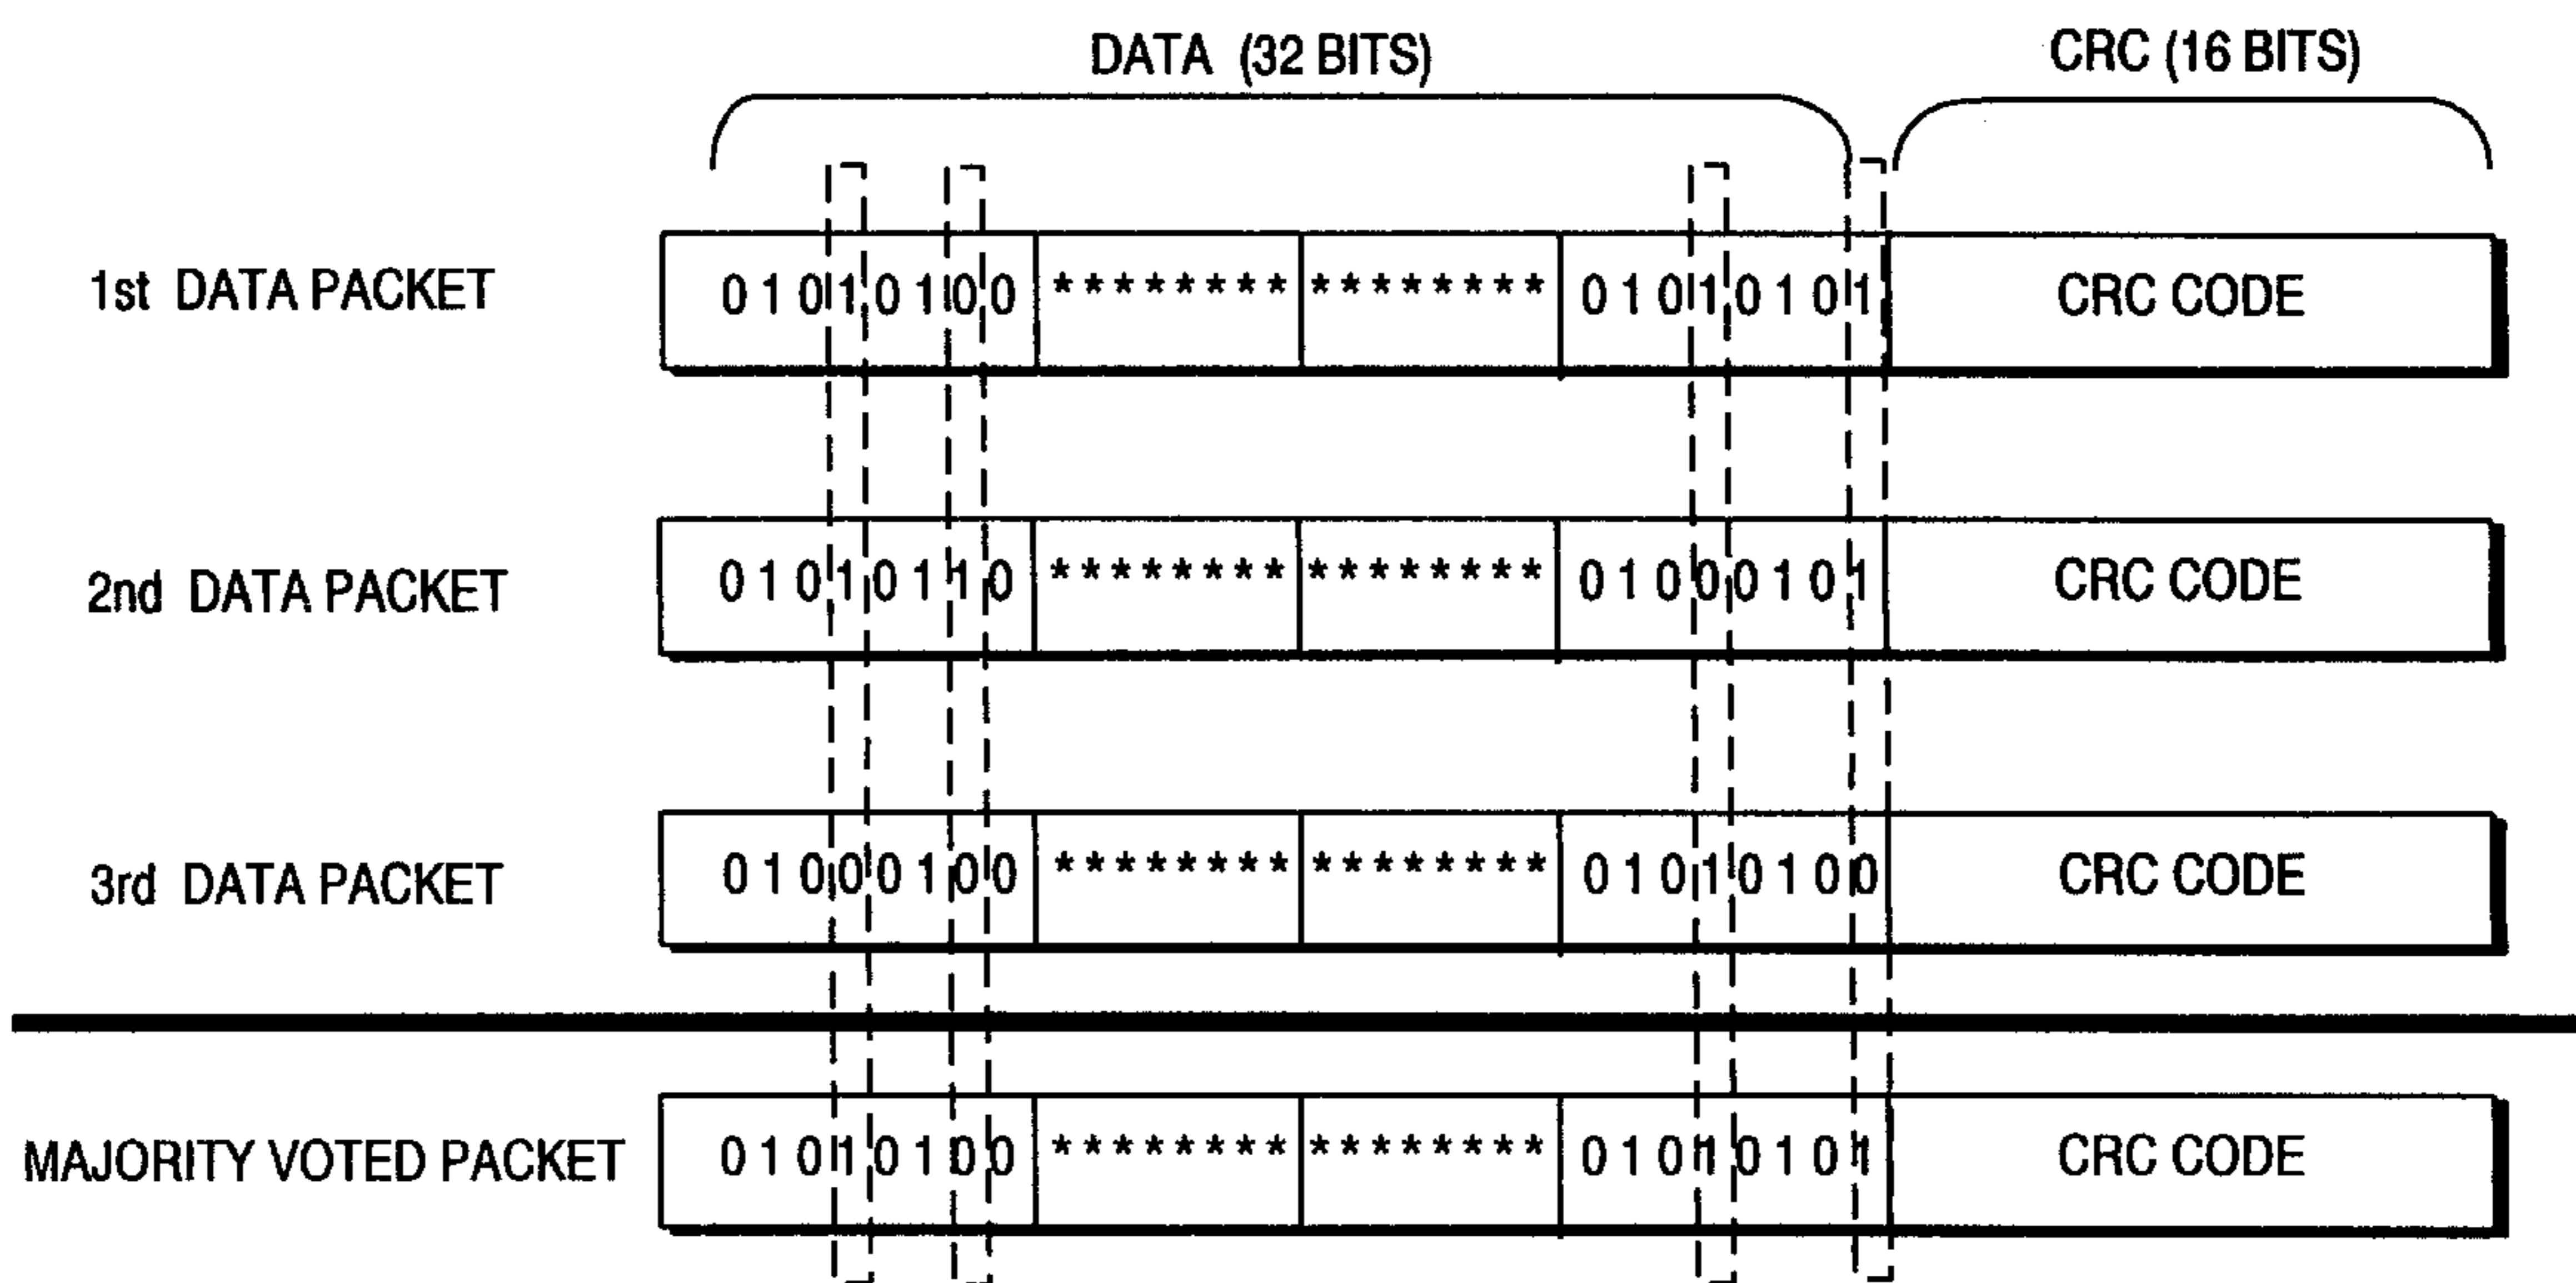 DATA (32 BITS) CRC (16 BITS)
1st DATA PACKET 0 1 0 1 0 1 0 0 * * * * * * * * * * * * * * * * 0 1 0 1 0 1 0 1 CRC CODE
2nd DATA PACKET 0 1 0 1 0 1 1 0 * * * * * * * * * * * * * * * * 0 1 0 0 0 1 0 1 CRC CODE
3rd DATA PACKET 0 1 0 0 0 1 0 0 * * * * * * * * * * * * * * * * 0 1 0 1 0 1 0 0 CRC CODE
MAJORITY VOTED PACKET 0 1 0 1 0 1 0 0 * * * * * * * * * * * * * * * * 0 1 0 1 0 1 0 1 CRC CODE